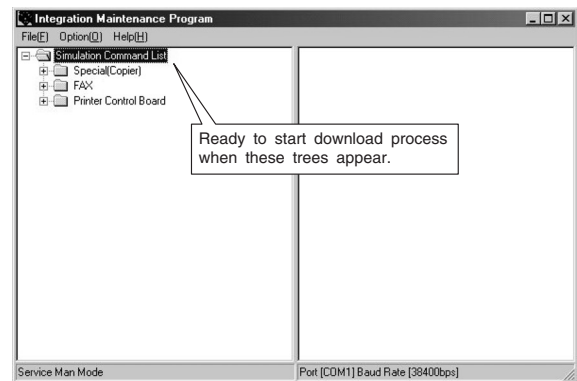 Integration Maintenance Program
File(F) Option(O) Help(H)
Simulation Command List
Special(Copier)
FAX
Printer Control Board
Ready to start download process
when these trees appear.
Service Man Mode
Port [COM1] Baud Rate [38400bps]